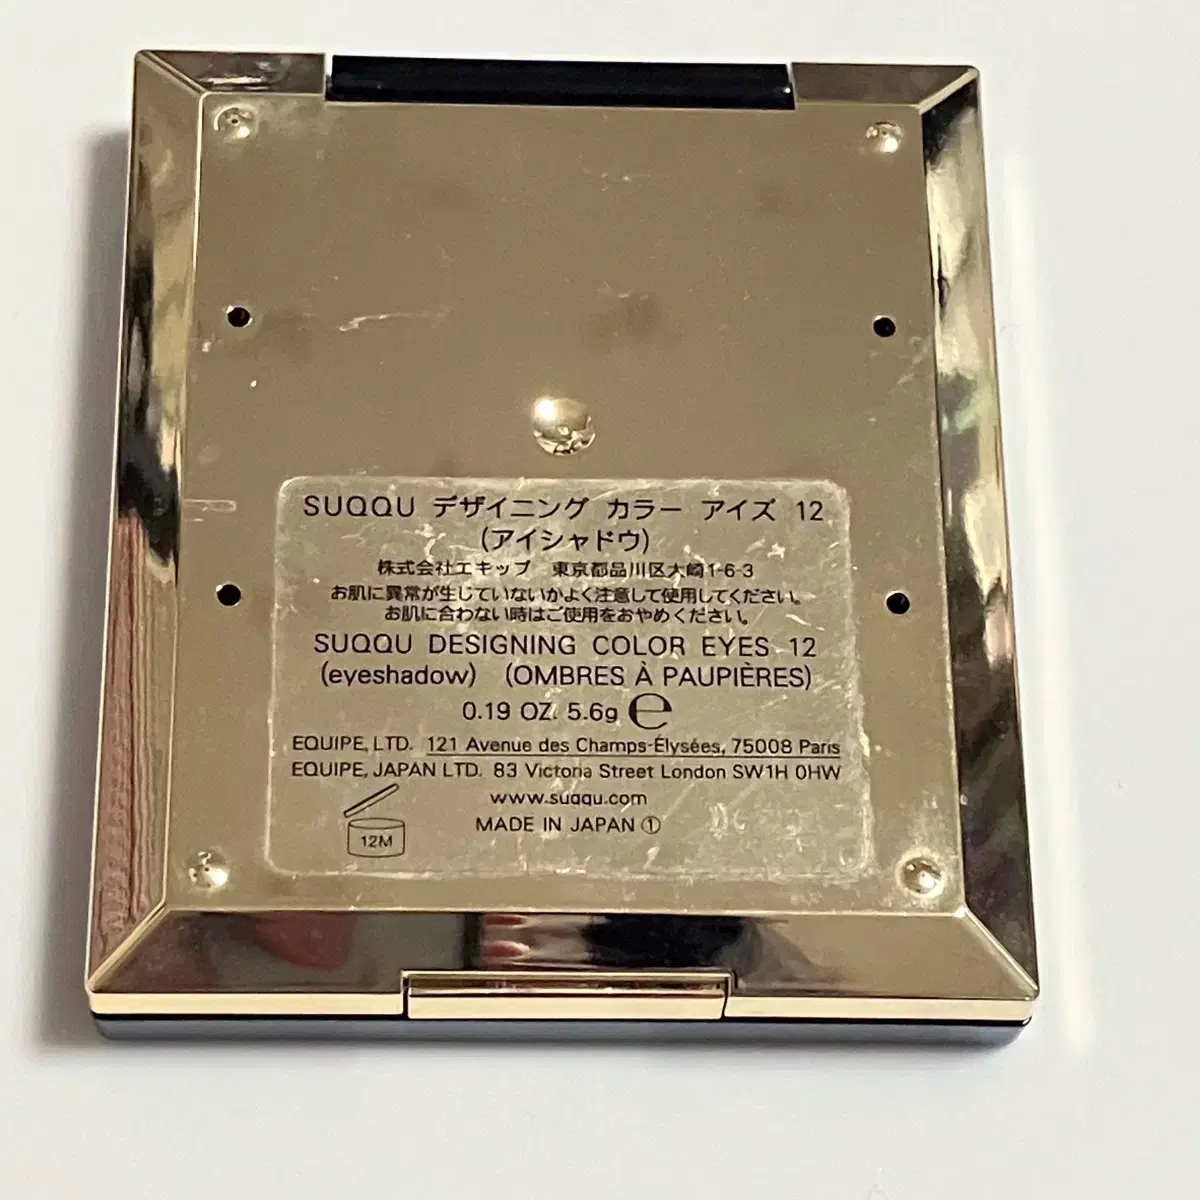 SUQQU デザイニング カラー アイズ 12
(アイシャドウ)
株式会社エキップ 東京都品川区大崎1-6-3
お肌に異常が生じていないかよく注意して使用してください。
お肌に合わない時はご使用をおやめください。
SUQQU DESIGNING COLOR EYES 12
(eyeshadow) (OMBRES À PAUPIÈRES)
0.19 OZ. 5.6g ℮
EQUIPE, LTD. 121 Avenue des Champs-Élysées, 75008 Paris
EQUIPE, JAPAN LTD. 83 Victoria Street London SW1H 0HW
www.suqqu.com
MADE IN JAPAN ①
12M